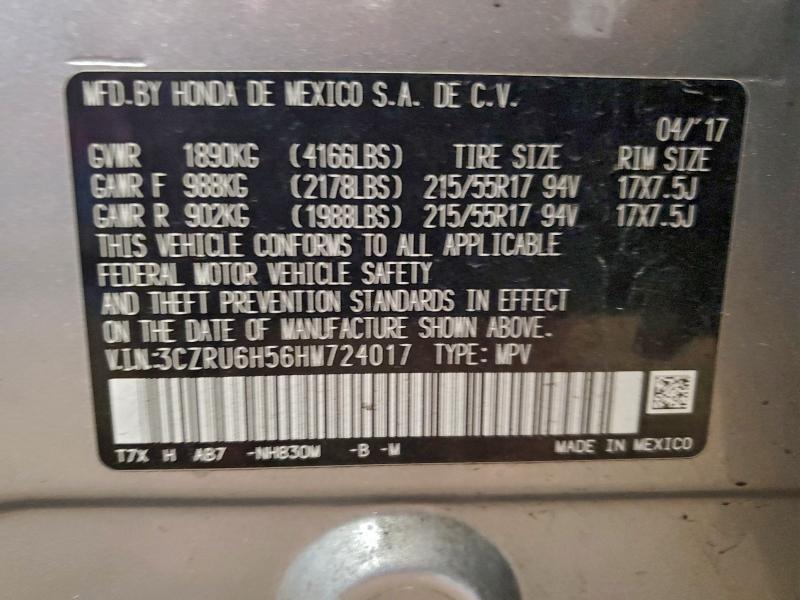 MFD.BY HONDA DE MEXICO S.A. DE C.V.
04/'17
GVWR 1890KG (4166LBS) TIRE SIZE RIM SIZE
GAWR F 988KG (2178LBS) 215/55R17 94V 17X7.5J
GAWR R 902KG (1988LBS) 215/55R17 94V 17X7.5J
THIS VEHICLE CONFORMS TO ALL APPLICABLE
FEDERAL MOTOR VEHICLE SAFETY
AND THEFT PREVENTION STANDARDS IN EFFECT
ON THE DATE OF MANUFACTURE SHOWN ABOVE.
V.I.N:3CZRU6H56HM724017 TYPE: MPV
T7X H AB7 -NH830M -B -M MADE IN MEXICO